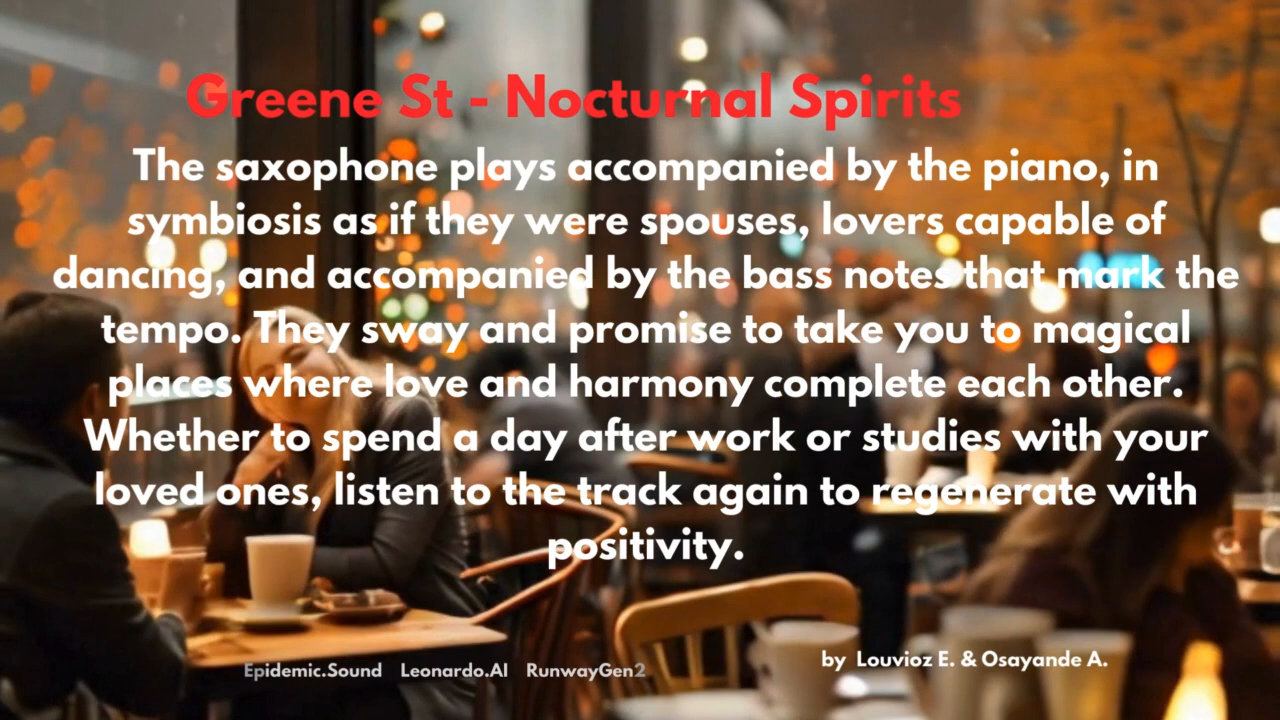 Greene St - Nocturnal Spirits
The saxophone plays accompanied by the piano, in
symbiosis as if they were spouses, lovers capable of
dancing, and accompanied by the bass notes that mark the
tempo. They sway and promise to take you to magical
places where love and harmony complete each other.
Whether to spend a day after work or studies with your
loved ones, listen to the track again to regenerate with
positivity.
Epidemic.Sound Leonardo.AI RunwayGen2
by Louvioz E. & Osayande A.